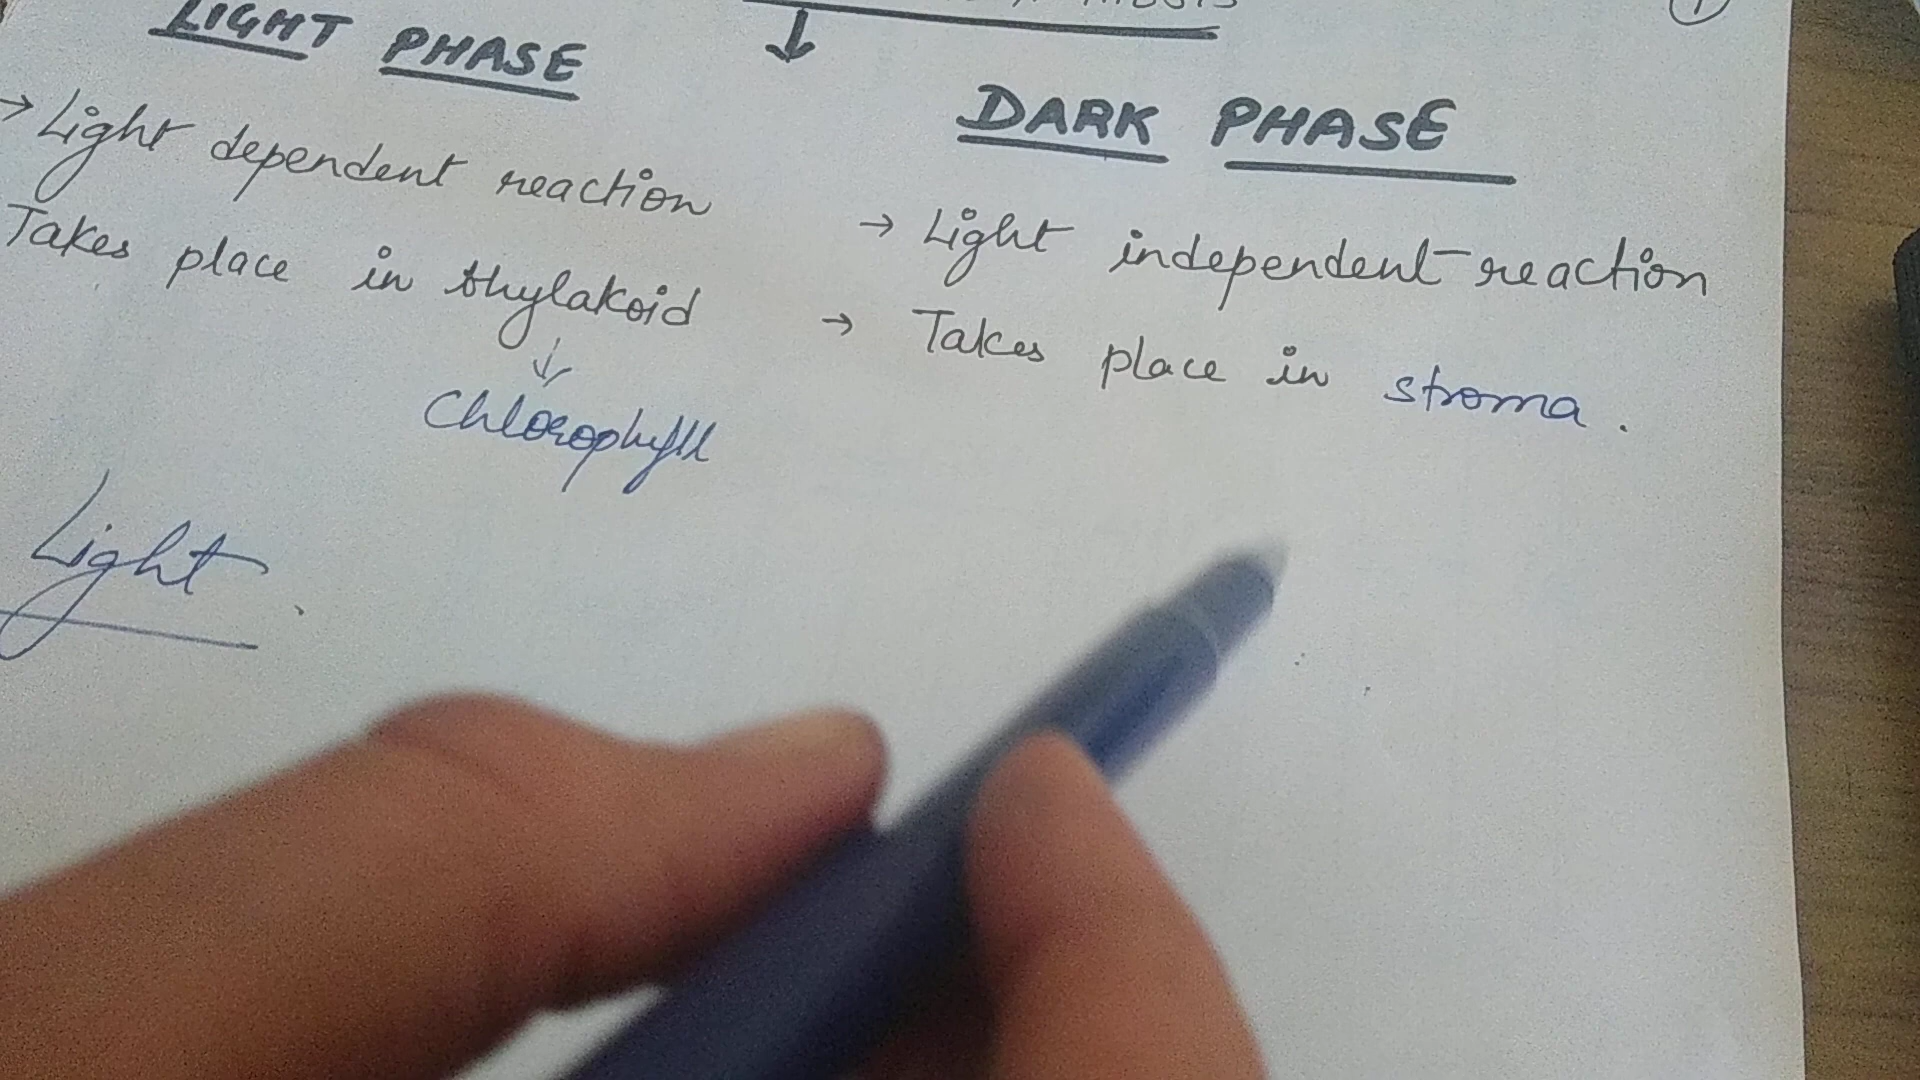 LIGHT PHASE
→ Light dependent reaction
Takes place in thylakoid
↓
Chlorophyll
Light.
DARK PHASE
→ Light independent reaction
→ Takes place in stroma.